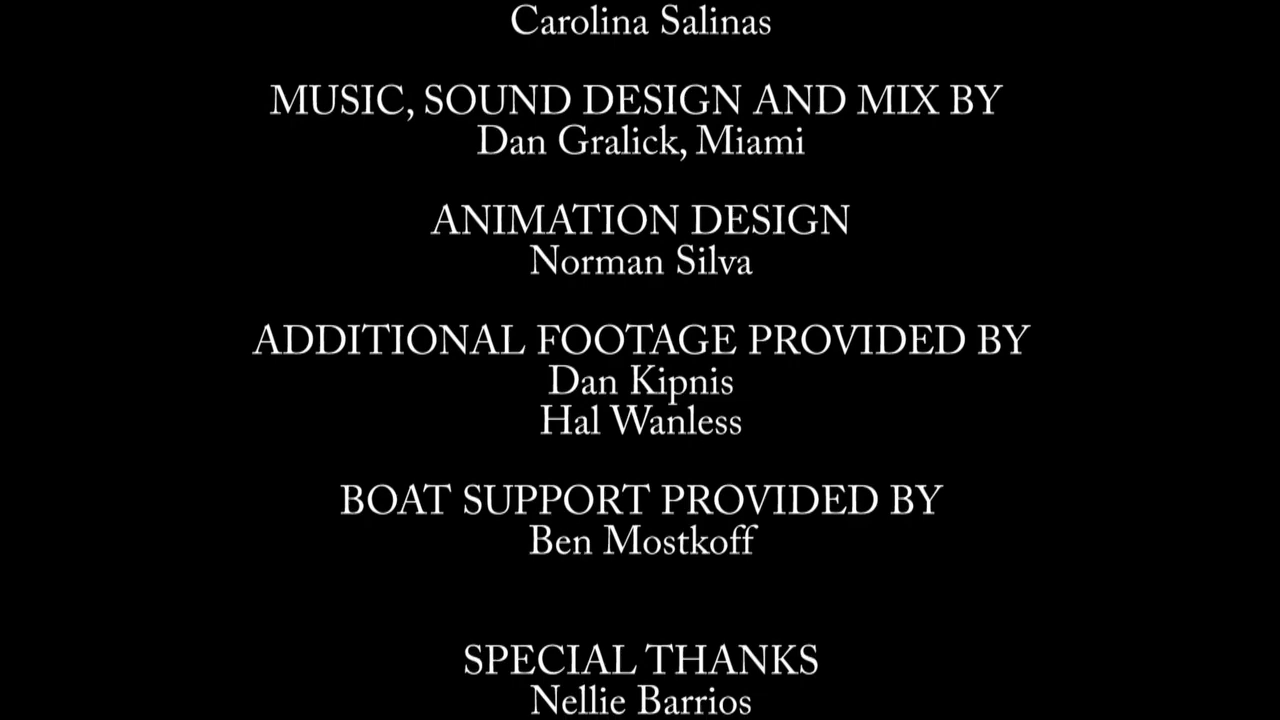 Carolina Salinas
MUSIC, SOUND DESIGN AND MIX BY
Dan Gralick, Miami
ANIMATION DESIGN
Norman Silva
ADDITIONAL FOOTAGE PROVIDED BY
Dan Kipnis
Hal Wanless
BOAT SUPPORT PROVIDED BY
Ben Mostkoff
SPECIAL THANKS
Nellie Barrios